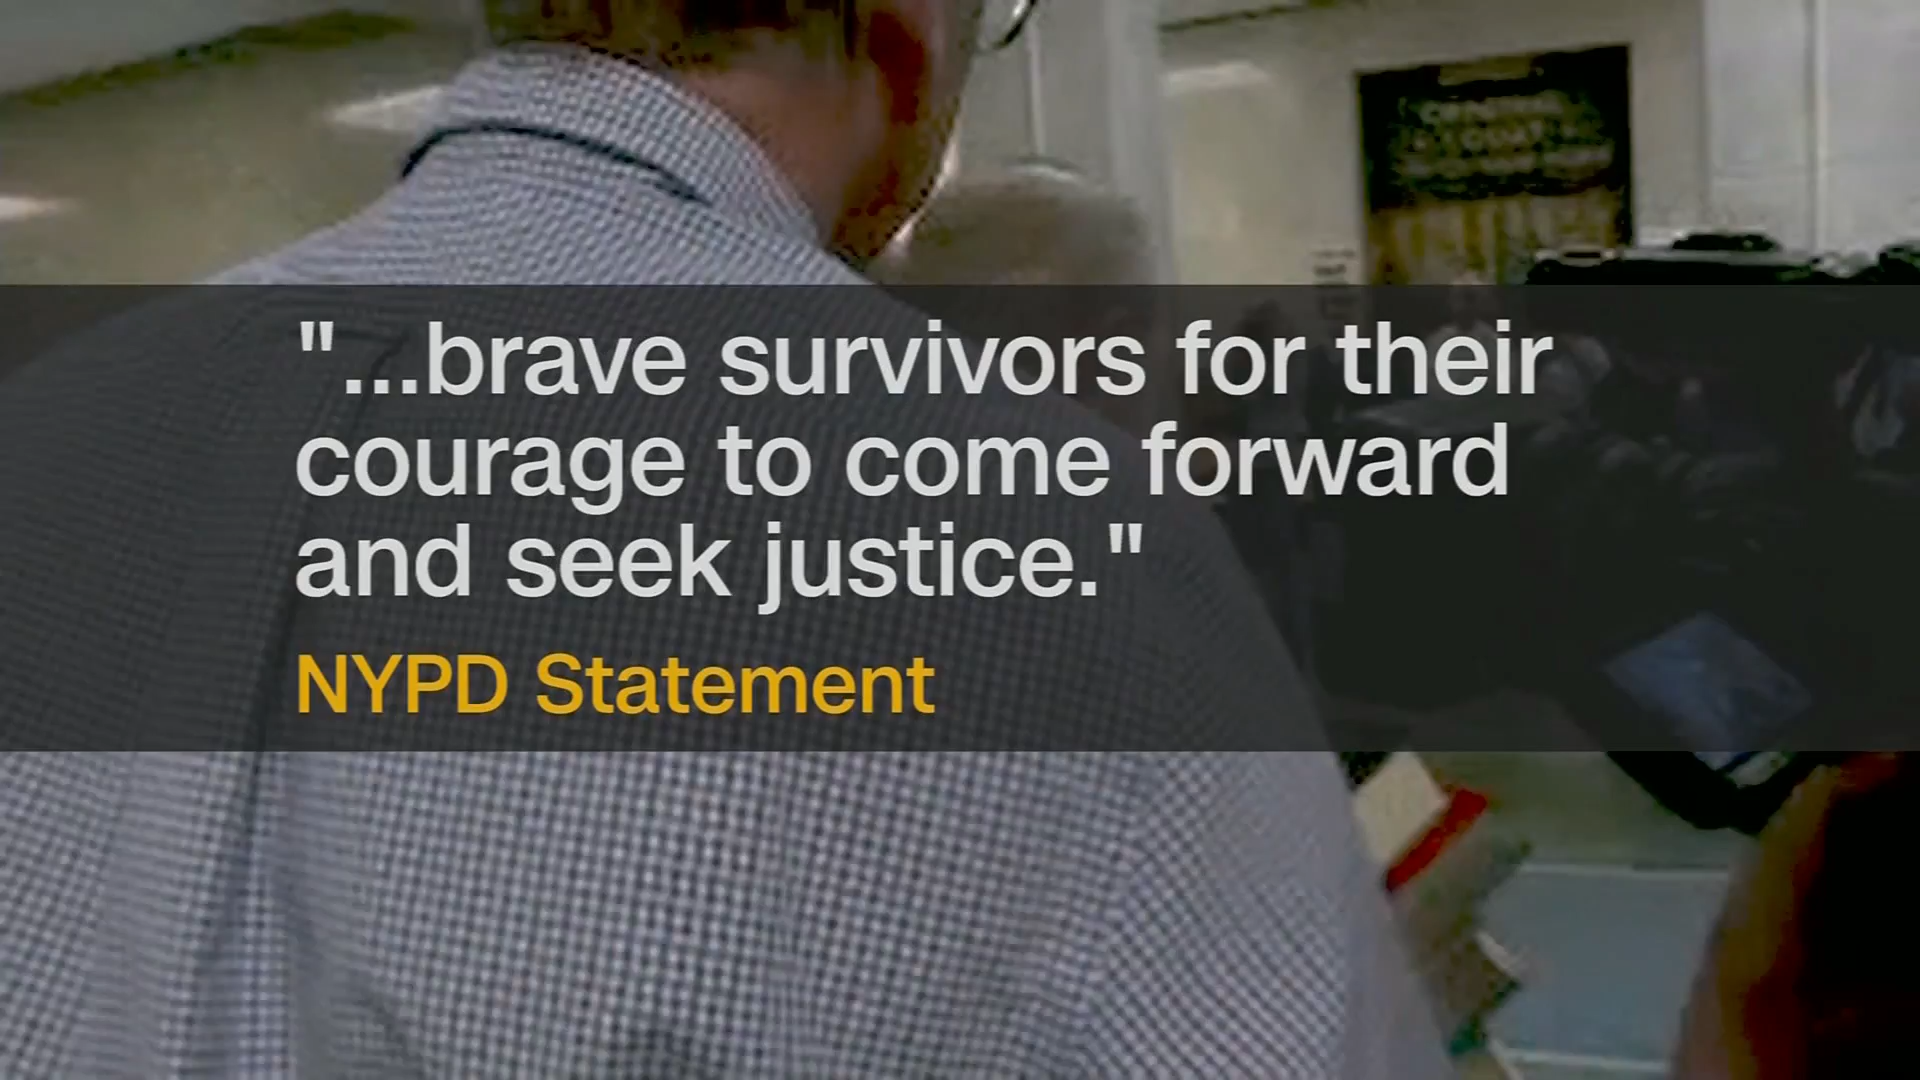 "...brave survivors for their
courage to come forward
and seek justice."
NYPD Statement